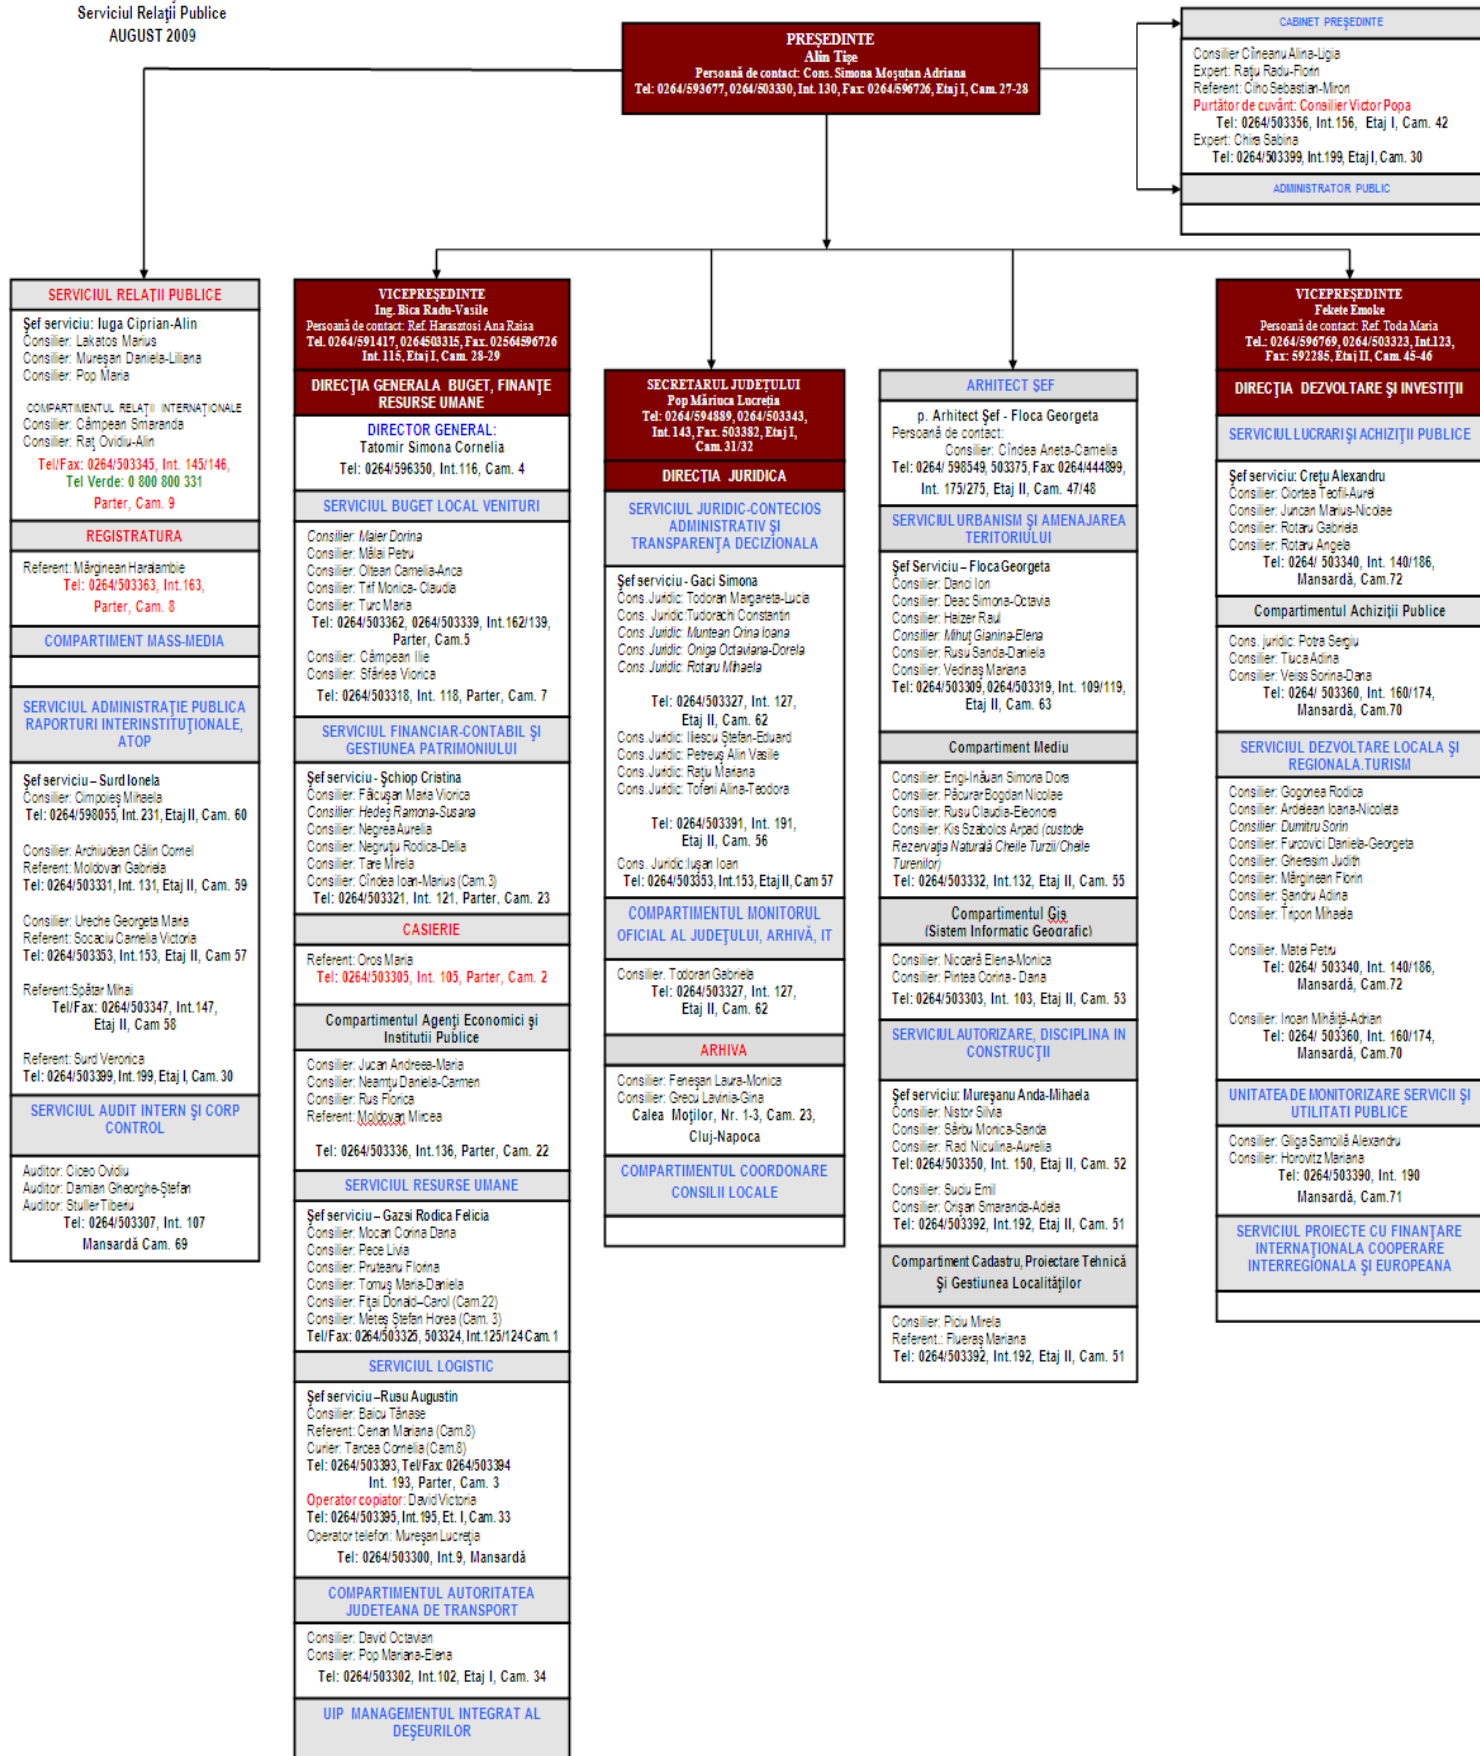 Serviciul Relaţii Publice
AUGUST 2009
PREŞEDINTE
Alin Tişe
Persoană de contact: Cons. Simona Moşuţan Adriana
Tel: 0264/593677, 0264/503330, Int. 130, Fax: 0264/596726, Etaj I, Cam. 27-28
CABINET PREŞEDINTE
Consilier Cîineanu Alina-Ligia
Expert: Raţiu Radu-Florin
Referent: Cino Sebastian-Miron
Purtător de cuvânt: Consilier Victor Popa
Tel: 0264/503356, Int.156, Etaj I, Cam. 42
Expert: Chira Sabina
Tel: 0264/503399, Int.199, Etaj I, Cam. 30
ADMINISTRATOR PUBLIC
SERVICIUL RELAŢII PUBLICE
Şef serviciu: Iuga Ciprian-Alin
Consilier: Lakatos Marius
Consilier: Mureşan Daniela-Liliana
Consilier: Pop Maria
COMPARTIMENTUL RELAŢII INTERNAŢIONALE
Consilier: Câmpean Smaranda
Consilier: Raţ Ovidiu-Alin
Tel/Fax: 0264/503345, Int. 145/146,
Tel Verde: 0 800 800 331
Parter, Cam. 9
REGISTRATURA
Referent: Mărginean Haralambie
Tel: 0264/503363, Int.163,
Parter, Cam. 8
COMPARTIMENT MASS-MEDIA
SERVICIUL ADMINISTRAŢIE PUBLICA
RAPORTURI INTERINSTITUŢIONALE,
ATOP
Şef serviciu – Surd Ionela
Consilier: Cimpoieş Mihaela
Tel: 0264/598055, Int.231, Etaj II, Cam. 60
Consilier: Archiudean Călin Cornel
Referent: Moldovan Gabriela
Tel: 0264/503331, Int. 131, Etaj II, Cam. 59
Consilier: Ureche Georgeta Maria
Referent: Socaciu Camelia Victoria
Tel: 0264/503353, Int.153, Etaj II, Cam 57
Referent:Spătar Mihai
Tel/Fax: 0264/503347, Int.147,
Etaj II, Cam 58
Referent: Surd Veronica
Tel: 0264/503399, Int.199, Etaj I, Cam. 30
SERVICIUL AUDIT INTERN ŞI CORP
CONTROL
Auditor: Ciceo Ovidiu
Auditor: Damian Gheorghe-Ştefan
Auditor: Stuller Tiberiu
Tel: 0264/503307, Int. 107
Mansardă Cam. 69
VICEPREŞEDINTE
Ing. Bica Radu-Vasile
Persoană de contact: Ref. Harasztosi Ana Raisa
Tel. 0264/591417, 0264503315, Fax. 02564596726
Int. 115, Etaj I, Cam. 28-29
DIRECŢIA GENERALA BUGET, FINANŢE
RESURSE UMANE
DIRECTOR GENERAL:
Tatomir Simona Cornelia
Tel: 0264/596350, Int.116, Cam. 4
SERVICIUL BUGET LOCAL VENITURI
Consilier: Maier Dorina
Consilier: Mălai Petru
Consilier: Oltean Camelia-Anca
Consilier: Trif Monica- Claudia
Consilier: Turc Maria
Tel: 0264/503362, 0264/503339, Int.162/139,
Parter, Cam.5
Consilier: Câmpean Ilie
Consilier: Sfârlea Viorica
Tel: 0264/503318, Int. 118, Parter, Cam. 7
SERVICIUL FINANCIAR-CONTABIL ŞI
GESTIUNEA PATRIMONIULUI
Şef serviciu - Şchiop Cristina
Consilier: Fălcuşan Maria Viorica
Consilier: Hedeş Ramona-Susana
Consilier: Negrea Aurelia
Consilier: Negruţiu Rodica-Delia
Consilier: Tare Mirela
Consilier: Cîndea Ioan-Marius (Cam.3)
Tel: 0264/503321, Int. 121, Parter, Cam. 23
CASIERIE
Referent: Oros Maria
Tel: 0264/503305, Int. 105, Parter, Cam. 2
Compartimentul Agenţi Economici şi
Institutii Publice
Consilier: Jucan Andreea-Maria
Consilier: Neamţu Daniela-Carmen
Consilier: Rus Florica
Referent: Moldovan Mircea
Tel: 0264/503336, Int.136, Parter, Cam. 22
SERVICIUL RESURSE UMANE
Şef serviciu – Gazsi Rodica Felicia
Consilier: Mocan Corina Dana
Consilier: Pece Livia
Consilier: Pruteanu Florina
Consilier: Tomuş Maria-Daniela
Consilier: Fiţai Donald–Carol (Cam.22)
Consilier: Meteş Ştefan Horea (Cam. 3)
Tel/Fax: 0264/503325, 503324, Int.125/124 Cam. 1
SERVICIUL LOGISTIC
Şef serviciu –Rusu Augustin
Consilier: Baicu Tănase
Referent: Cenan Mariana (Cam.8)
Curier: Tarcea Cornelia (Cam.8)
Tel: 0264/503393, Tel/Fax: 0264/503394
Int. 193, Parter, Cam. 3
Operator copiator: David Victoria
Tel: 0264/503395, Int.195, Et. I, Cam. 33
Operator telefon: Mureşan Lucreţia
Tel: 0264/503300, Int.9, Mansardă
COMPARTIMENTUL AUTORITATEA
JUDETEANA DE TRANSPORT
Consilier: David Octavian
Consilier: Pop Mariana-Elena
Tel: 0264/503302, Int.102, Etaj I, Cam. 34
UIP MANAGEMENTUL INTEGRAT AL
DEŞEURILOR
SECRETARUL JUDEŢULUI
Pop Măriuca Lucreţia
Tel: 0264/594889, 0264/503343,
Int. 143, Fax. 503382, Etaj I,
Cam. 31/32
DIRECŢIA JURIDICA
SERVICIUL JURIDIC-CONTECIOS
ADMINISTRATIV ŞI
TRANSPARENŢA DECIZIONALA
Şef serviciu - Gaci Simona
Cons. Juridic: Todoran Margareta-Lucia
Cons. Juridic:Tudorachi Constantin
Cons. Juridic: Muntean Crina Ioana
Cons. Juridic: Oniga Octaviana-Dorela
Cons. Juridic: Rotaru Mihaela
Tel: 0264/503327, Int. 127,
Etaj II, Cam. 62
Cons. Juridic: Iliescu Ştefan-Eduard
Cons. Juridic: Petreuş Alin Vasile
Cons. Juridic: Raţiu Mariana
Cons. Juridic: Tofeni Alina-Teodora
Tel: 0264/503391, Int. 191,
Etaj II, Cam. 56
Cons. Juridic:Iuşan Ioan
Tel: 0264/503353, Int.153, Etaj II, Cam 57
COMPARTIMENTUL MONITORUL
OFICIAL AL JUDEŢULUI, ARHIVĂ, IT
Consilier. Todoran Gabriela
Tel: 0264/503327, Int. 127,
Etaj II, Cam. 62
ARHIVA
Consilier: Feneşan Laura-Monica
Consilier: Grecu Lavinia-Gina
Calea Moţilor, Nr. 1-3, Cam. 23,
Cluj-Napoca
COMPARTIMENTUL COORDONARE
CONSILII LOCALE
ARHITECT ŞEF
p. Arhitect Şef - Floca Georgeta
Persoană de contact:
Consilier: Cîndea Aneta-Camelia
Tel: 0264/ 598549, 503375, Fax: 0264/444899,
Int. 175/275, Etaj II, Cam. 47/48
SERVICIUL URBANISM ŞI AMENAJAREA
TERITORIULUI
Şef Serviciu – Floca Georgeta
Consilier: Danci Ion
Consilier: Deac Simona-Octavia
Consilier: Haizer Raul
Consilier: Mihuţ Gianina-Elena
Consilier: Rusu Sanda-Daniela
Consilier: Vedinaş Mariana
Tel: 0264/503309, 0264/503319, Int. 109/119,
Etaj II, Cam. 63
Compartiment Mediu
Consilier: Engi-Inăuan Simona Dora
Consilier: Păcurar Bogdan Nicolae
Consilier: Rusu Claudia-Eleonora
Consilier: Kis Szabolcs Arpad (custode
Rezervaţia Naturală Cheile Turzii/Cheile
Turenilor)
Tel: 0264/503332, Int.132, Etaj II, Cam. 55
Compartimentul Gis
(Sistem Informatic Geografic)
Consilier: Nicoară Elena-Monica
Consilier: Pintea Corina- Dana
Tel: 0264/503303, Int. 103, Etaj II, Cam. 53
SERVICIUL AUTORIZARE, DISCIPLINA IN
CONSTRUCŢII
Şef serviciu: Mureşanu Anda-Mihaela
Consilier: Nistor Silvia
Consilier: Sârbu Monica-Sanda
Consilier: Rad Niculina-Aurelia
Tel: 0264/503350, Int. 150, Etaj II, Cam. 52
Consilier: Suciu Emil
Consilier: Crişan Smaranda-Adela
Tel: 0264/503392, Int.192, Etaj II, Cam. 51
Compartiment Cadastru, Proiectare Tehnică
Şi Gestiunea Localităţilor
Consilier: Piciu Mirela
Referent.: Flueraş Mariana
Tel: 0264/503392, Int.192, Etaj II, Cam. 51
VICEPREŞEDINTE
Fekete Emoke
Persoană de contact: Ref. Toda Maria
Tel.: 0264/596769, 0264/503323, Int.123,
Fax: 592285, Etaj II, Cam. 45-46
DIRECŢIA DEZVOLTARE ŞI INVESTIŢII
SERVICIUL LUCRARI ŞI ACHIZIŢII PUBLICE
Şef serviciu: Creţu Alexandru
Consilier: Ciortea Teofil-Aurel
Consilier: Juncan Marius-Nicolae
Consilier: Rotaru Gabriela
Consilier: Rotaru Angela
Tel: 0264/ 503340, Int. 140/186,
Mansardă, Cam.72
Compartimentul Achiziţii Publice
Cons. juridic: Potra Sergiu
Consilier: Tiuca Adina
Consilier: Veiss Sorina-Dana
Tel: 0264/ 503360, Int. 160/174,
Mansardă, Cam.70
SERVICIUL DEZVOLTARE LOCALA ŞI
REGIONALA.TURISM
Consilier: Gogonea Rodica
Consilier: Ardelean Ioana-Nicoleta
Consilier: Dumitru Sorin
Consilier: Furcovici Daniela-Georgeta
Consilier: Gherasim Judith
Consilier: Mărginean Florin
Consilier: Şandru Adina
Consilier: Tripon Mihaela
Consilier: Matei Petru
Tel: 0264/ 503340, Int. 140/186,
Mansardă, Cam.72
Consilier: Inoan Mihăiţă-Adrian
Tel: 0264/ 503360, Int. 160/174,
Mansardă, Cam.70
UNITATEA DE MONITORIZARE SERVICII ŞI
UTILITATI PUBLICE
Consilier: Gliga Samoilă Alexandru
Consilier: Horovitz Mariana
Tel: 0264/503390, Int. 190
Mansardă, Cam.71
SERVICIUL PROIECTE CU FINANŢARE
INTERNAŢIONALA COOPERARE
INTERREGIONALA ŞI EUROPEANA